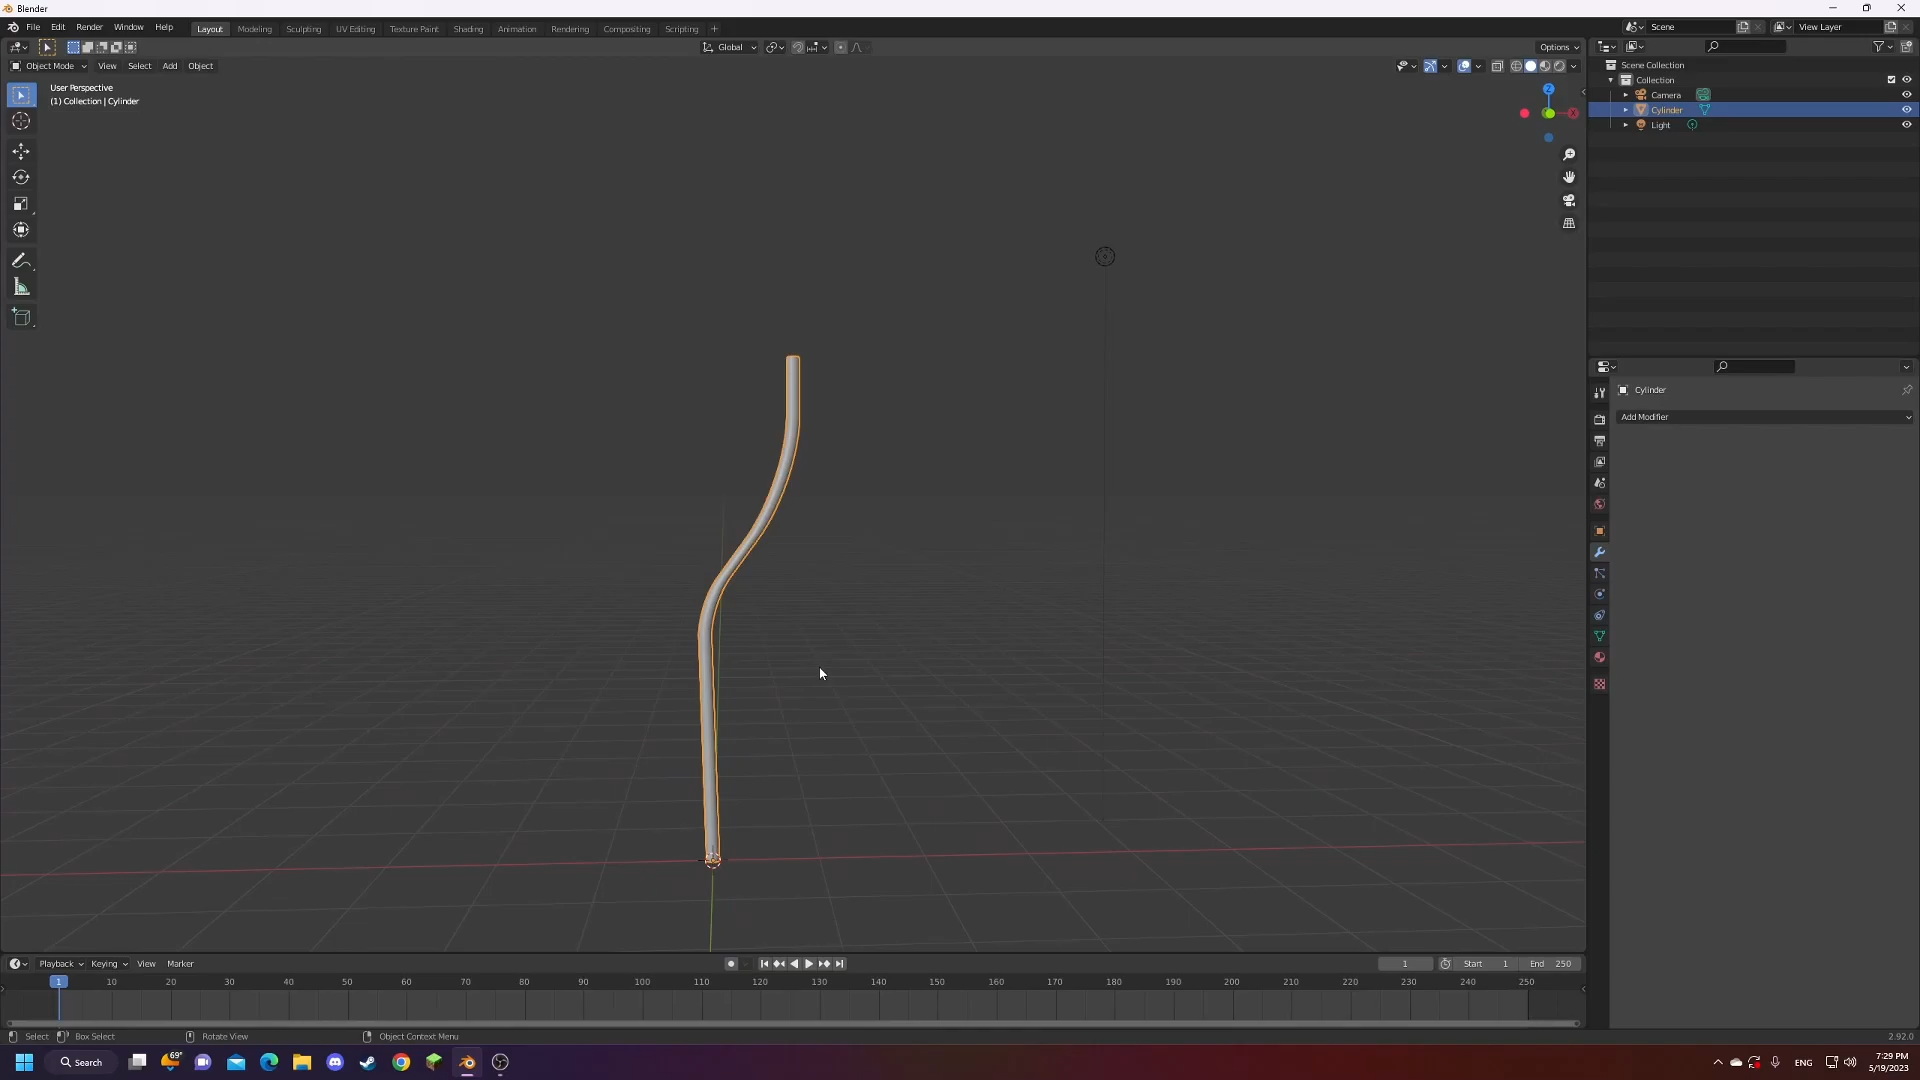 Blender
File Edit Render Window Help Layout Modeling Sculpting UV Editing Texture Paint Shading Animation Rendering Compositing Scripting + Scene View Layer
Global Options
Object Mode View Select Add Object
User Perspective
(1) Collection | Cylinder
Z
X
Scene Collection
Collection
Camera
Cylinder
Light
Cylinder
Add Modifier
Playback Keying View Marker 1 Start 1 End 250
1 10 20 30 40 50 60 70 80 90 100 110 120 130 140 150 160 170 180 190 200 210 220 230 240 250
Select Box Select Rotate View Object Context Menu 2.92.0
69°
Search ENG
7:29 PM
5/19/2023